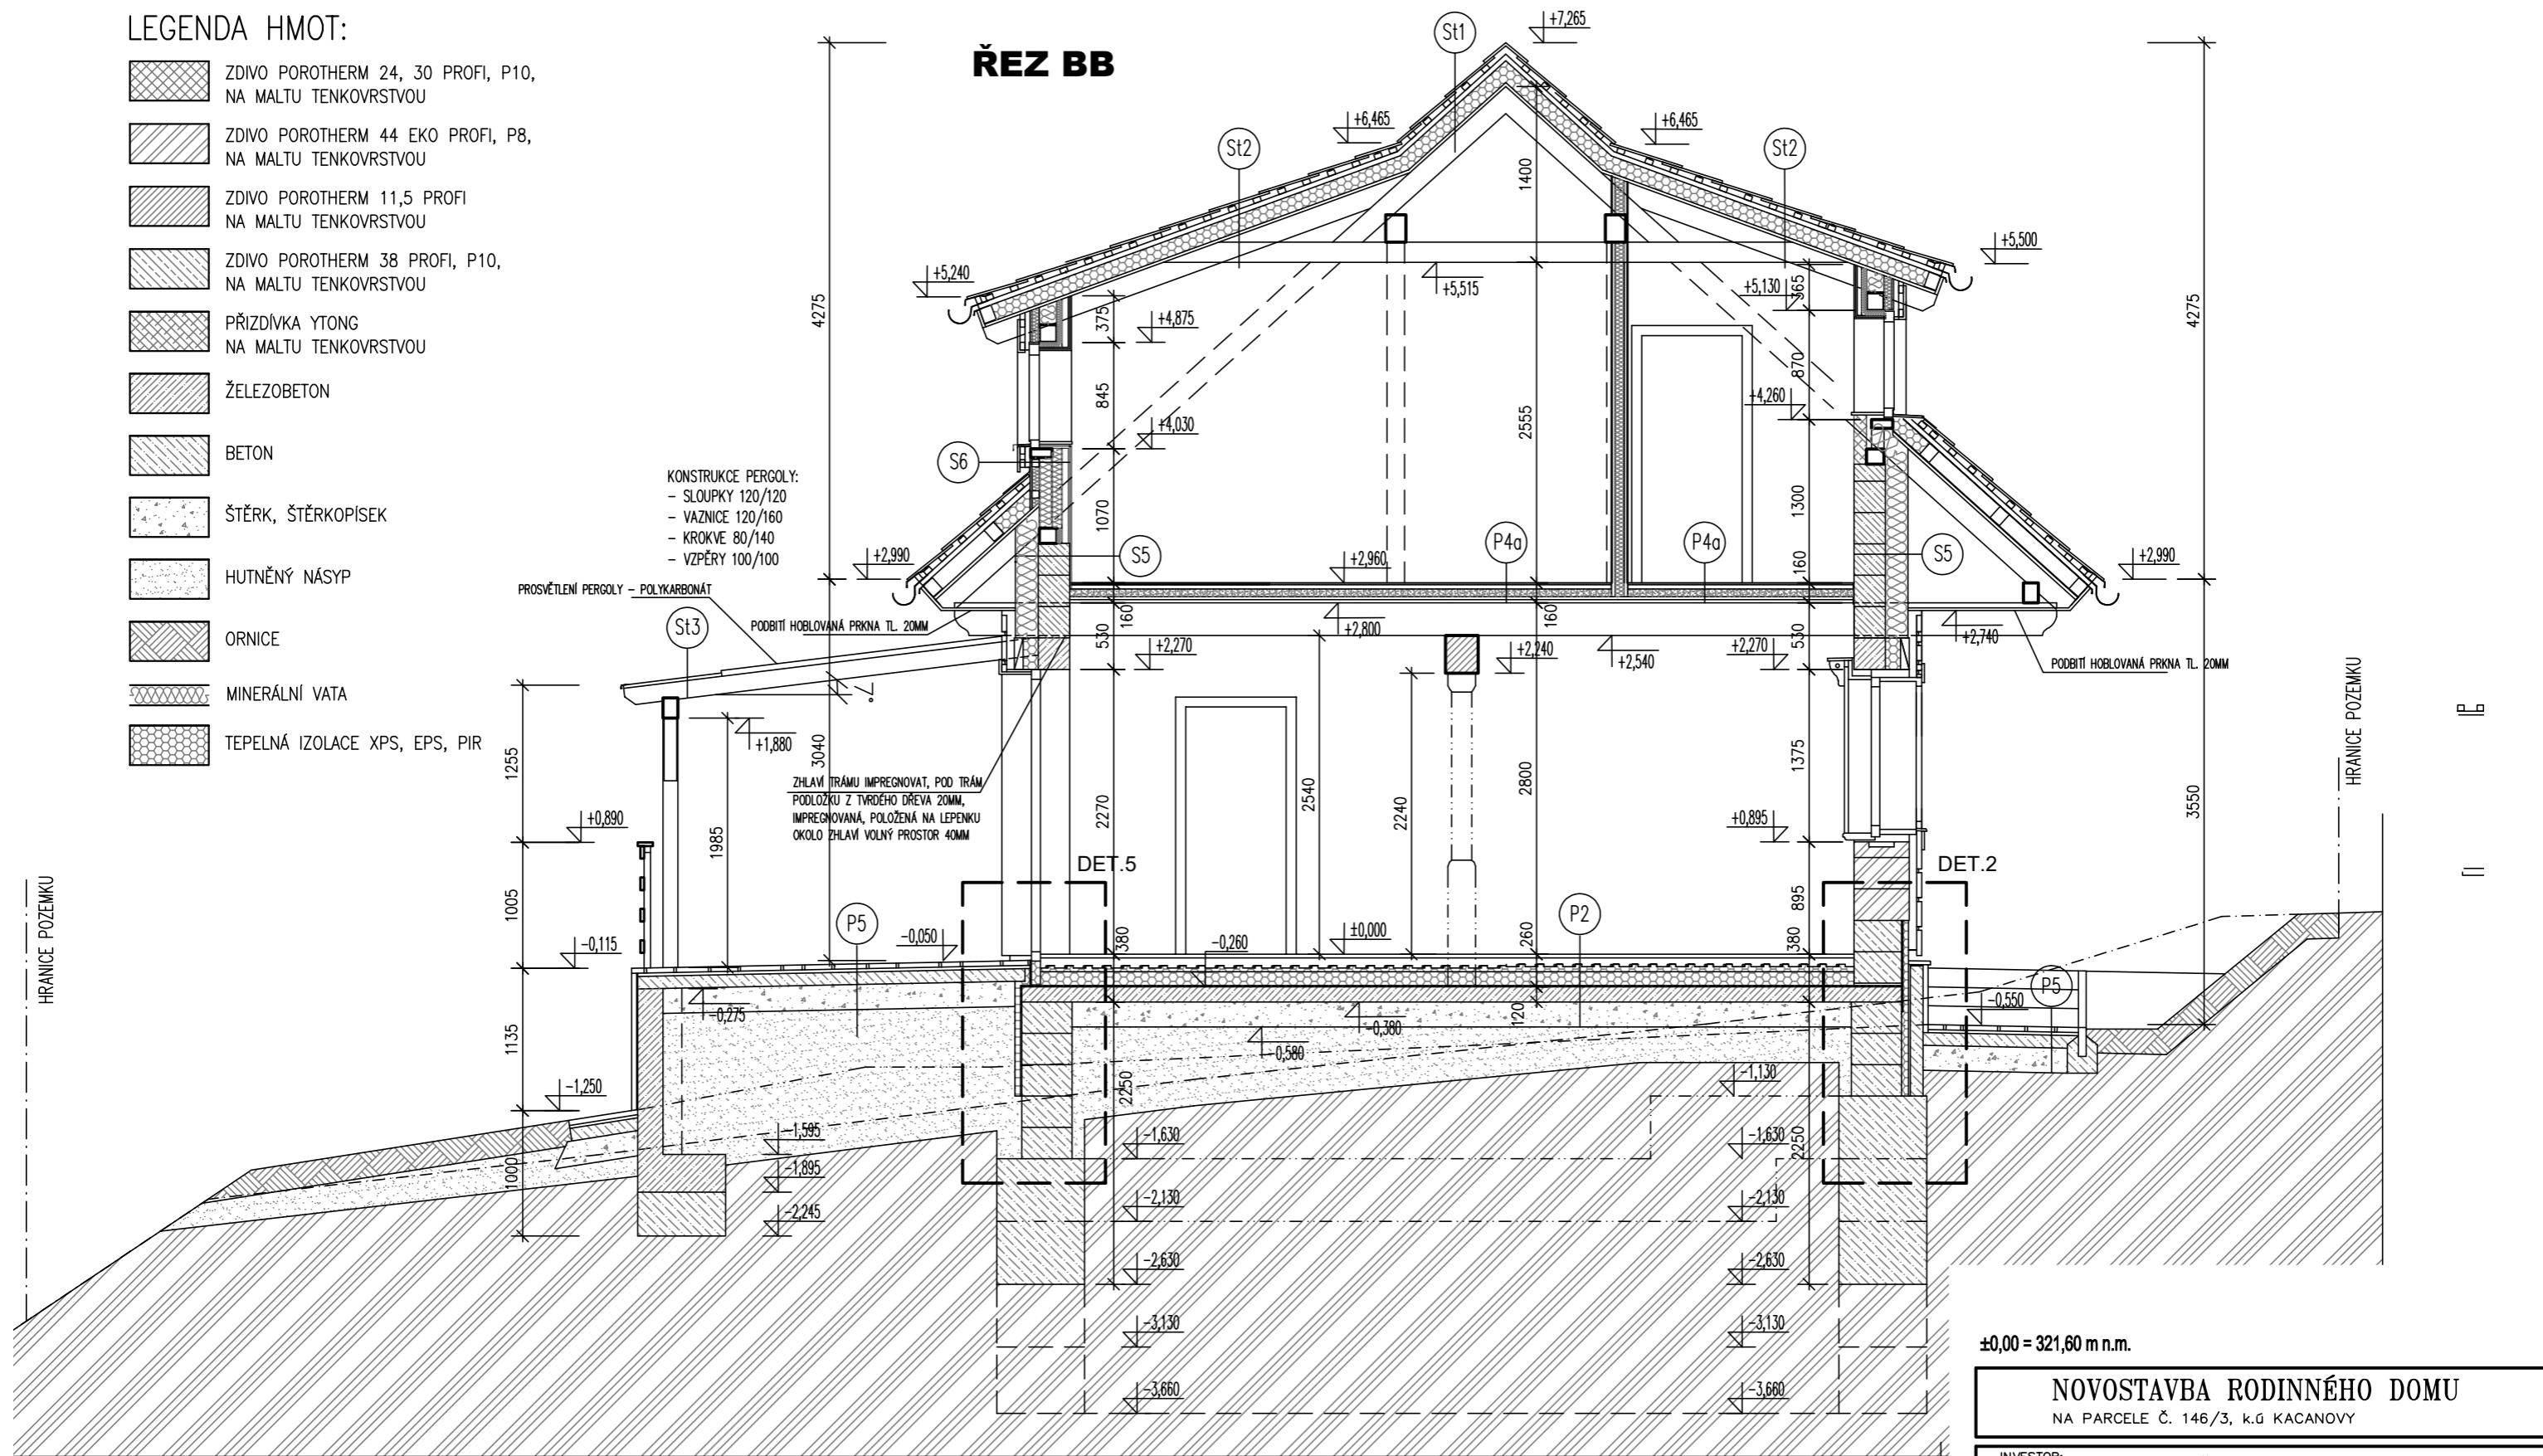 LEGENDA HMOT:
ZDIVO POROTHERM 24, 30 PROFI, P10,
NA MALTU TENKOVRSTVOU
ZDIVO POROTHERM 44 EKO PROFI, P8,
NA MALTU TENKOVRSTVOU
ZDIVO POROTHERM 11,5 PROFI
NA MALTU TENKOVRSTVOU
ZDIVO POROTHERM 38 PROFI, P10,
NA MALTU TENKOVRSTVOU
PŘIZDÍVKA YTONG
NA MALTU TENKOVRSTVOU
ŽELEZOBETON
BETON
ŠTĚRK, ŠTĚRKOPÍSEK
HUTNĚNÝ NÁSYP
ORNICE
MINERÁLNÍ VATA
TEPELNÁ IZOLACE XPS, EPS, PIR
ŘEZ BB
St1
+7,265
+6,465
+6,465
St2
St2
1400
+5,500
+5,240
+5,515
+5,130
365
4275
4275
375
+4,875
845
870
+4,260
+4,030
2555
S6
KONSTRUKCE PERGOLY:
- SLOUPKY 120/120
- VAZNICE 120/160
- KROKVE 80/140
- VZPĚRY 100/100
1070
1300
P4a
P4a
S5
S5
+2,990
+2,960
160
+2,990
PROSVĚTLENÍ PERGOLY - POLYKARBONÁT
St3
PODBITÍ HOBLOVANÁ PRKNA TL. 20MM
160
160
530
+2,800
+2,270
+2,240
+2,540
+2,270
530
+2,740
PODBITÍ HOBLOVANÁ PRKNA TL. 20MM
7°
HRANICE POZEMKU
+1,880
1255
3040
ZHLAVÍ TRÁMU IMPREGNOVAT, POD TRÁM
PODLOŽKU Z TVRDÉHO DŘEVA 20MM,
IMPREGNOVANÁ, POLOŽENÁ NA LEPENKU
OKOLO ZHLAVÍ VOLNÝ PROSTOR 40MM
2270
2540
2240
2800
1375
3550
+0,890
1985
+0,895
DET.5
DET.2
HRANICE POZEMKU
1005
P5
P2
895
-0,115
-0,050
380
-0,260
±0,000
260
380
P5
-0,275
-0,380
120
-0,550
-0,580
1135
-1,250
2250
-1,130
-1,595
-1,630
-1,630
2250
1000
-1,895
-2,130
-2,130
-2,245
-2,630
-2,630
-3,130
-3,130
-3,660
-3,660
±0,00 = 321,60 m n.m.
NOVOSTAVBA RODINNÉHO DOMU
NA PARCELE Č. 146/3, k.ú KACANOVY